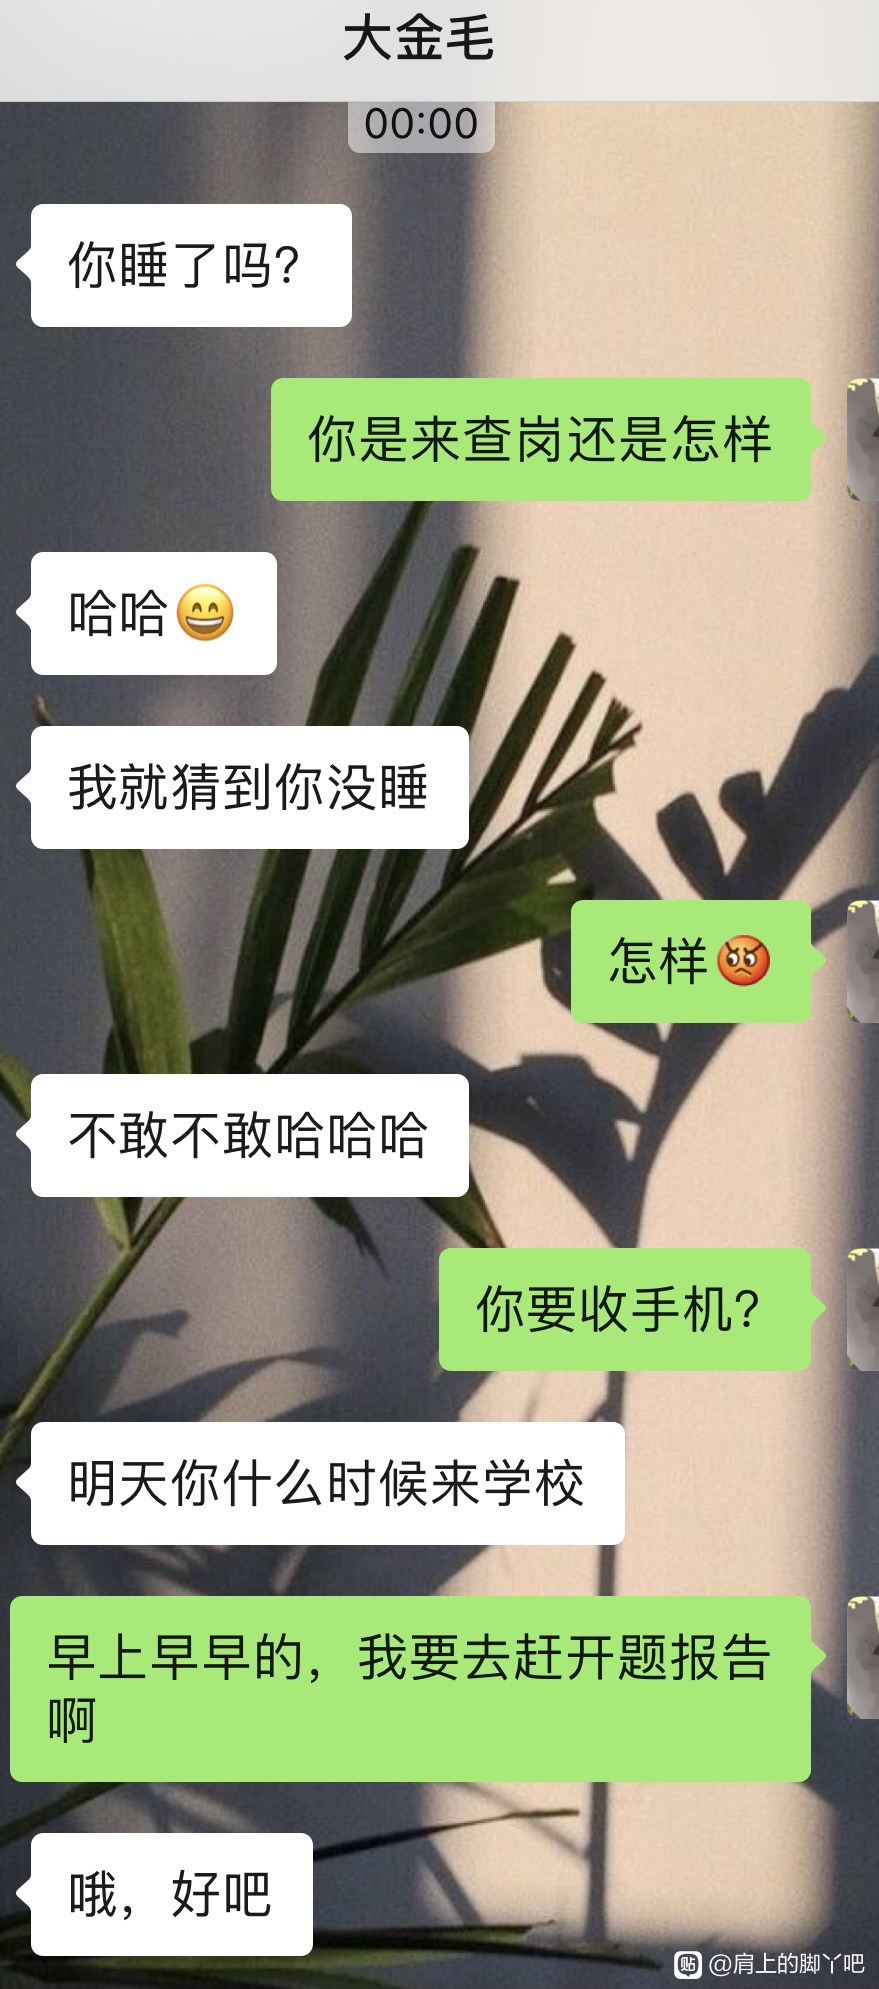 大金毛
00:00
你睡了吗?
你是来查岗还是怎样
哈哈😄
我就猜到你没睡
怎样😡
不敢不敢哈哈哈
你要收手机?
明天你什么时候来学校
早上早早的，我要去赶开题报告
啊
哦，好吧
贴 @肩上的脚丫吧